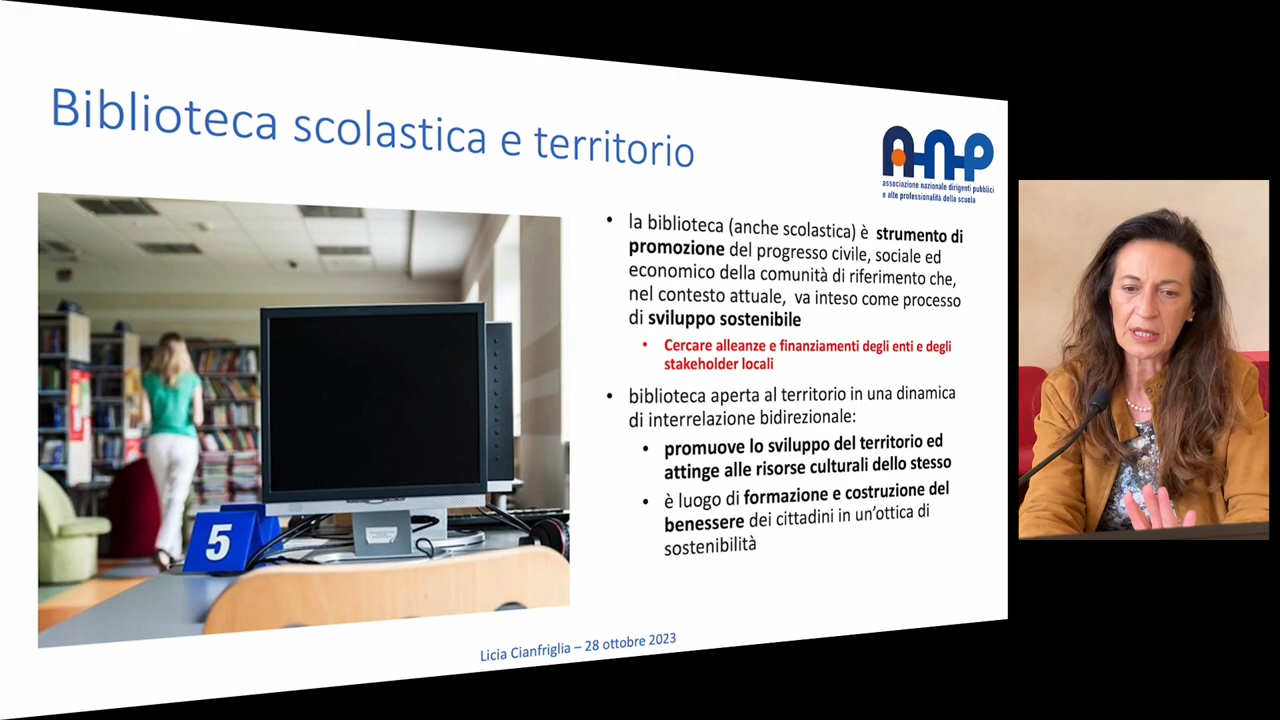 Biblioteca scolastica e territorio
A-N-P
associazione nazionale dirigenti pubblici
e alte professionalità della scuola
• la biblioteca (anche scolastica) è strumento di
promozione del progresso civile, sociale ed
economico della comunità di riferimento che,
nel contesto attuale, va inteso come processo
di sviluppo sostenibile
• Cercare alleanze e finanziamenti degli enti e degli
stakeholder locali
• biblioteca aperta al territorio in una dinamica
di interrelazione bidirezionale:
• promuove lo sviluppo del territorio ed
attinge alle risorse culturali dello stesso
• è luogo di formazione e costruzione del
benessere dei cittadini in un'ottica di
sostenibilità
5
Licia Cianfriglia – 28 ottobre 2023